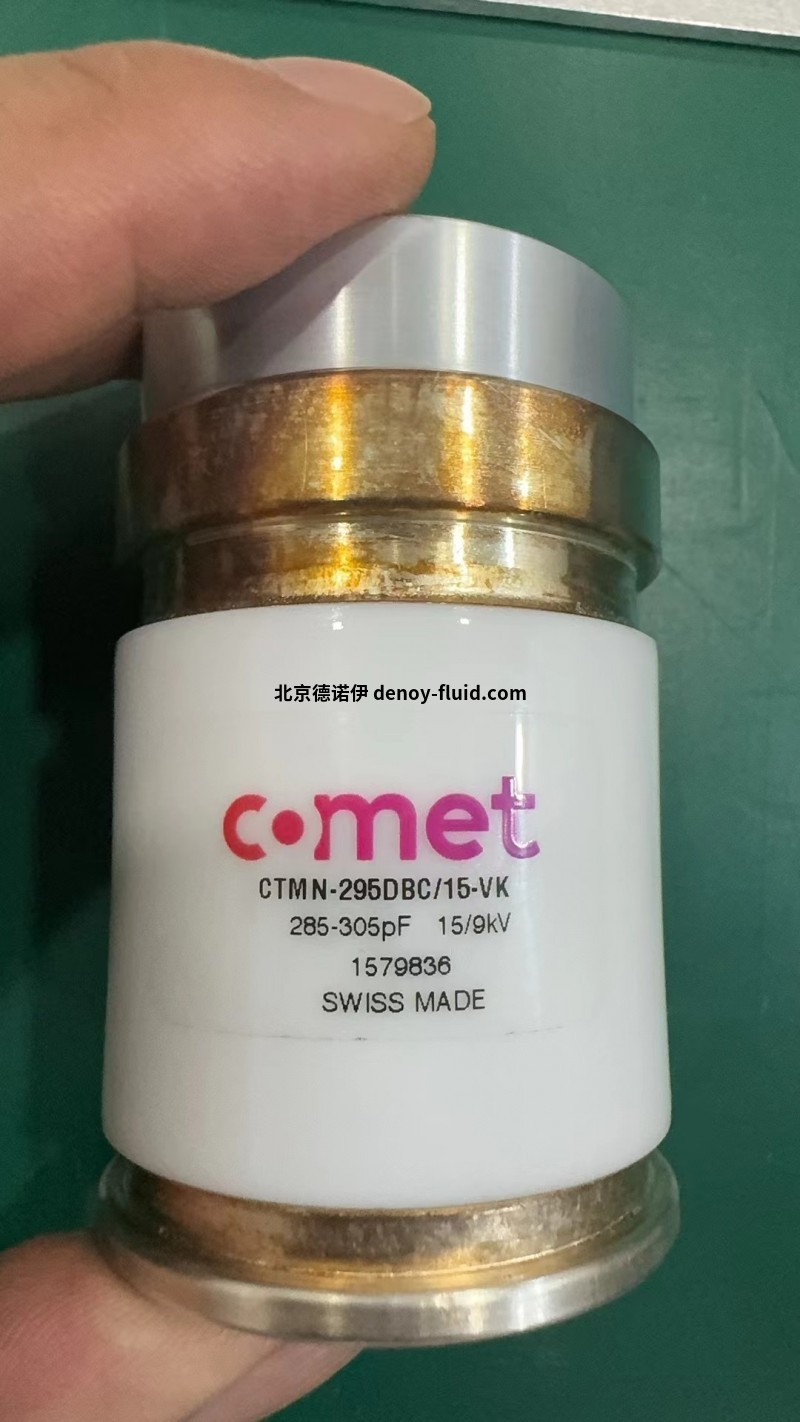 北京德诺伊 denoy-fluid.com
comet
CTMN-295DBC/15-VK
285-305pF 15/9kV
1579836
SWISS MADE